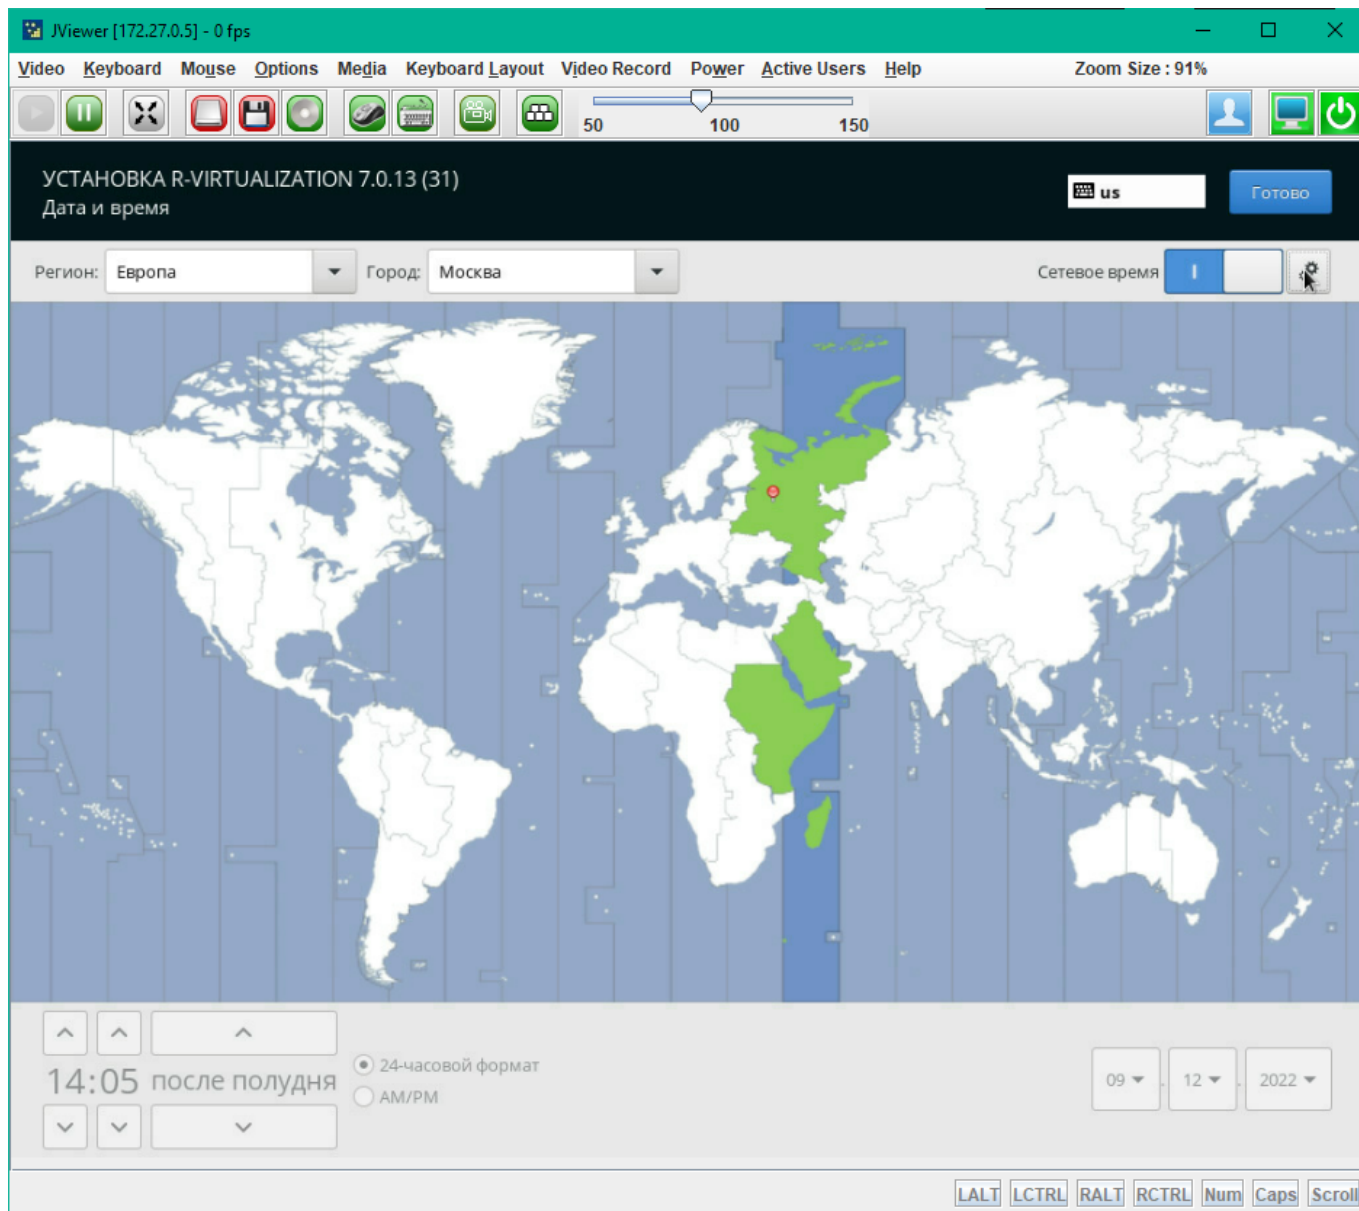 JViewer [172.27.0.5] - 0 fps
Video Keyboard Mouse Options Media Keyboard Layout Video Record Power Active Users Help Zoom Size : 91%
50 100 150
УСТАНОВКА R-VIRTUALIZATION 7.0.13 (31)
Дата и время
us
Готово
Регион: Европа Город: Москва Сетевое время
14:05 после полудня
24-часовой формат
AM/PM
09 . 12 . 2022
LALT LCTRL RALT RCTRL Num Caps Scroll